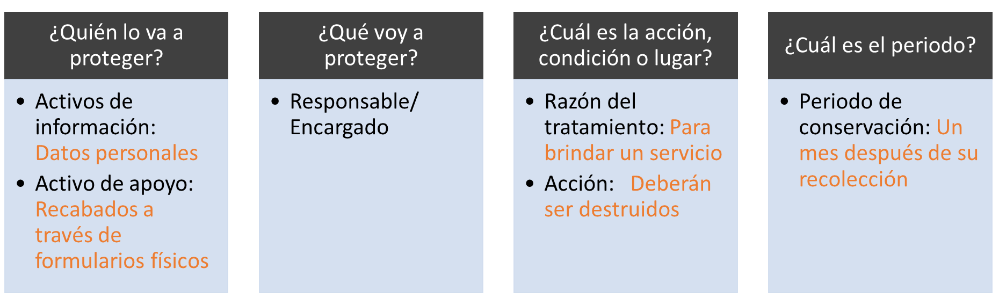 ¿Quién lo va a
proteger?
• Activos de
información:
Datos personales
• Activo de apoyo:
Recabados a
través de
formularios físicos
¿Qué voy a
proteger?
• Responsable/
Encargado
¿Cuál es la acción,
condición o lugar?
• Razón del
tratamiento: Para
brindar un servicio
• Acción: Deberán
ser destruidos
¿Cuál es el periodo?
• Periodo de
conservación: Un
mes después de su
recolección